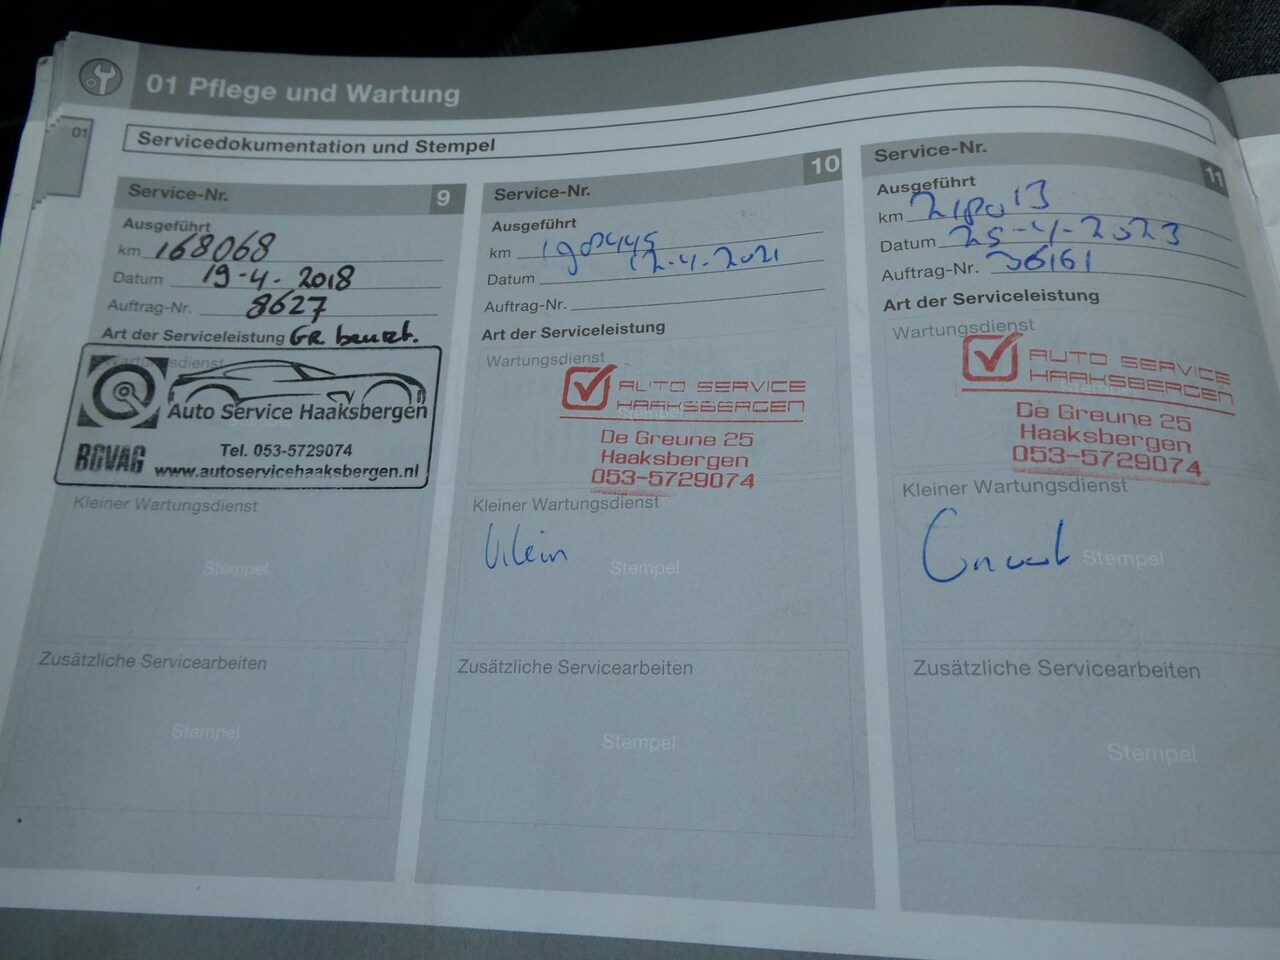 01 Pflege und Wartung
01
Servicedokumentation und Stempel
Service-Nr. 9
Ausgeführt
km 168068
Datum 19-4-2018
Auftrag-Nr. 8627
Art der Serviceleistung GR beurt.
Wartungsdienst
Auto Service Haaksbergen
Tel. 053-5729074
BOVAG www.autoservicehaaksbergen.nl
Kleiner Wartungsdienst
Stempel
Zusätzliche Servicearbeiten
Stempel
Service-Nr. 10
Ausgeführt
km 198445
Datum 12-4-2021
Auftrag-Nr.
Art der Serviceleistung
Wartungsdienst
AUTO SERVICE
HAAKSBERGEN
Stempel
De Greune 25
Haaksbergen
053-5729074
Kleiner Wartungsdienst
Klein
Stempel
Zusätzliche Servicearbeiten
Stempel
Service-Nr. 11
Ausgeführt
km
Datum 25-4-2023
Auftrag-Nr. 36161
Art der Serviceleistung
Wartungsdienst
AUTO SERVICE
HAAKSBERGEN
Stempel
De Greune 25
Haaksbergen
053-5729074
Kleiner Wartungsdienst
Stempel
Zusätzliche Servicearbeiten
Stempel